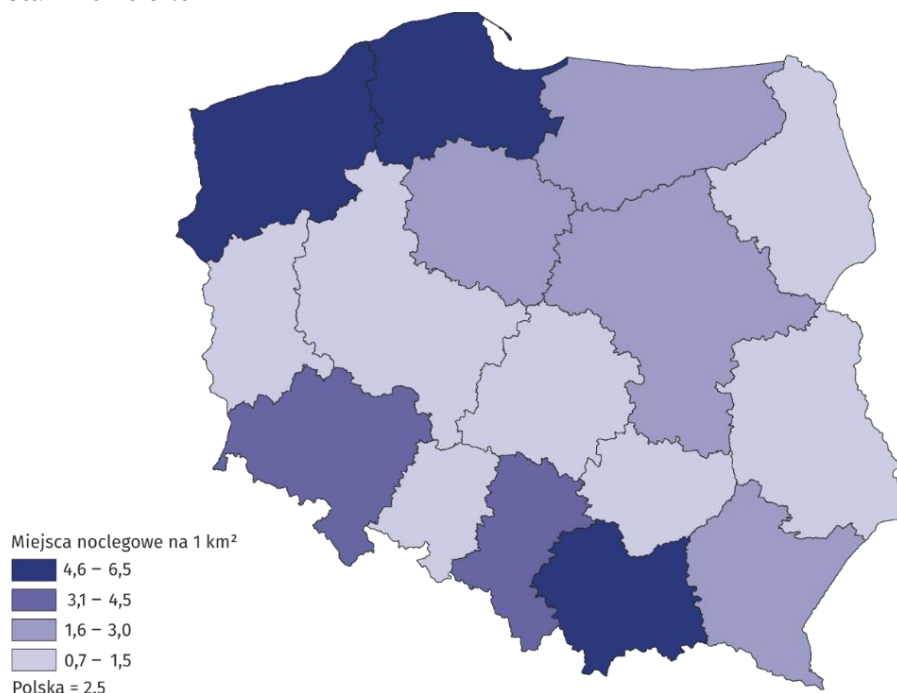 Miejsca noclegowe na 1 km²
4,6 – 6,5
3,1 – 4,5
1,6 – 3,0
0,7 – 1,5
Polska = 2,5